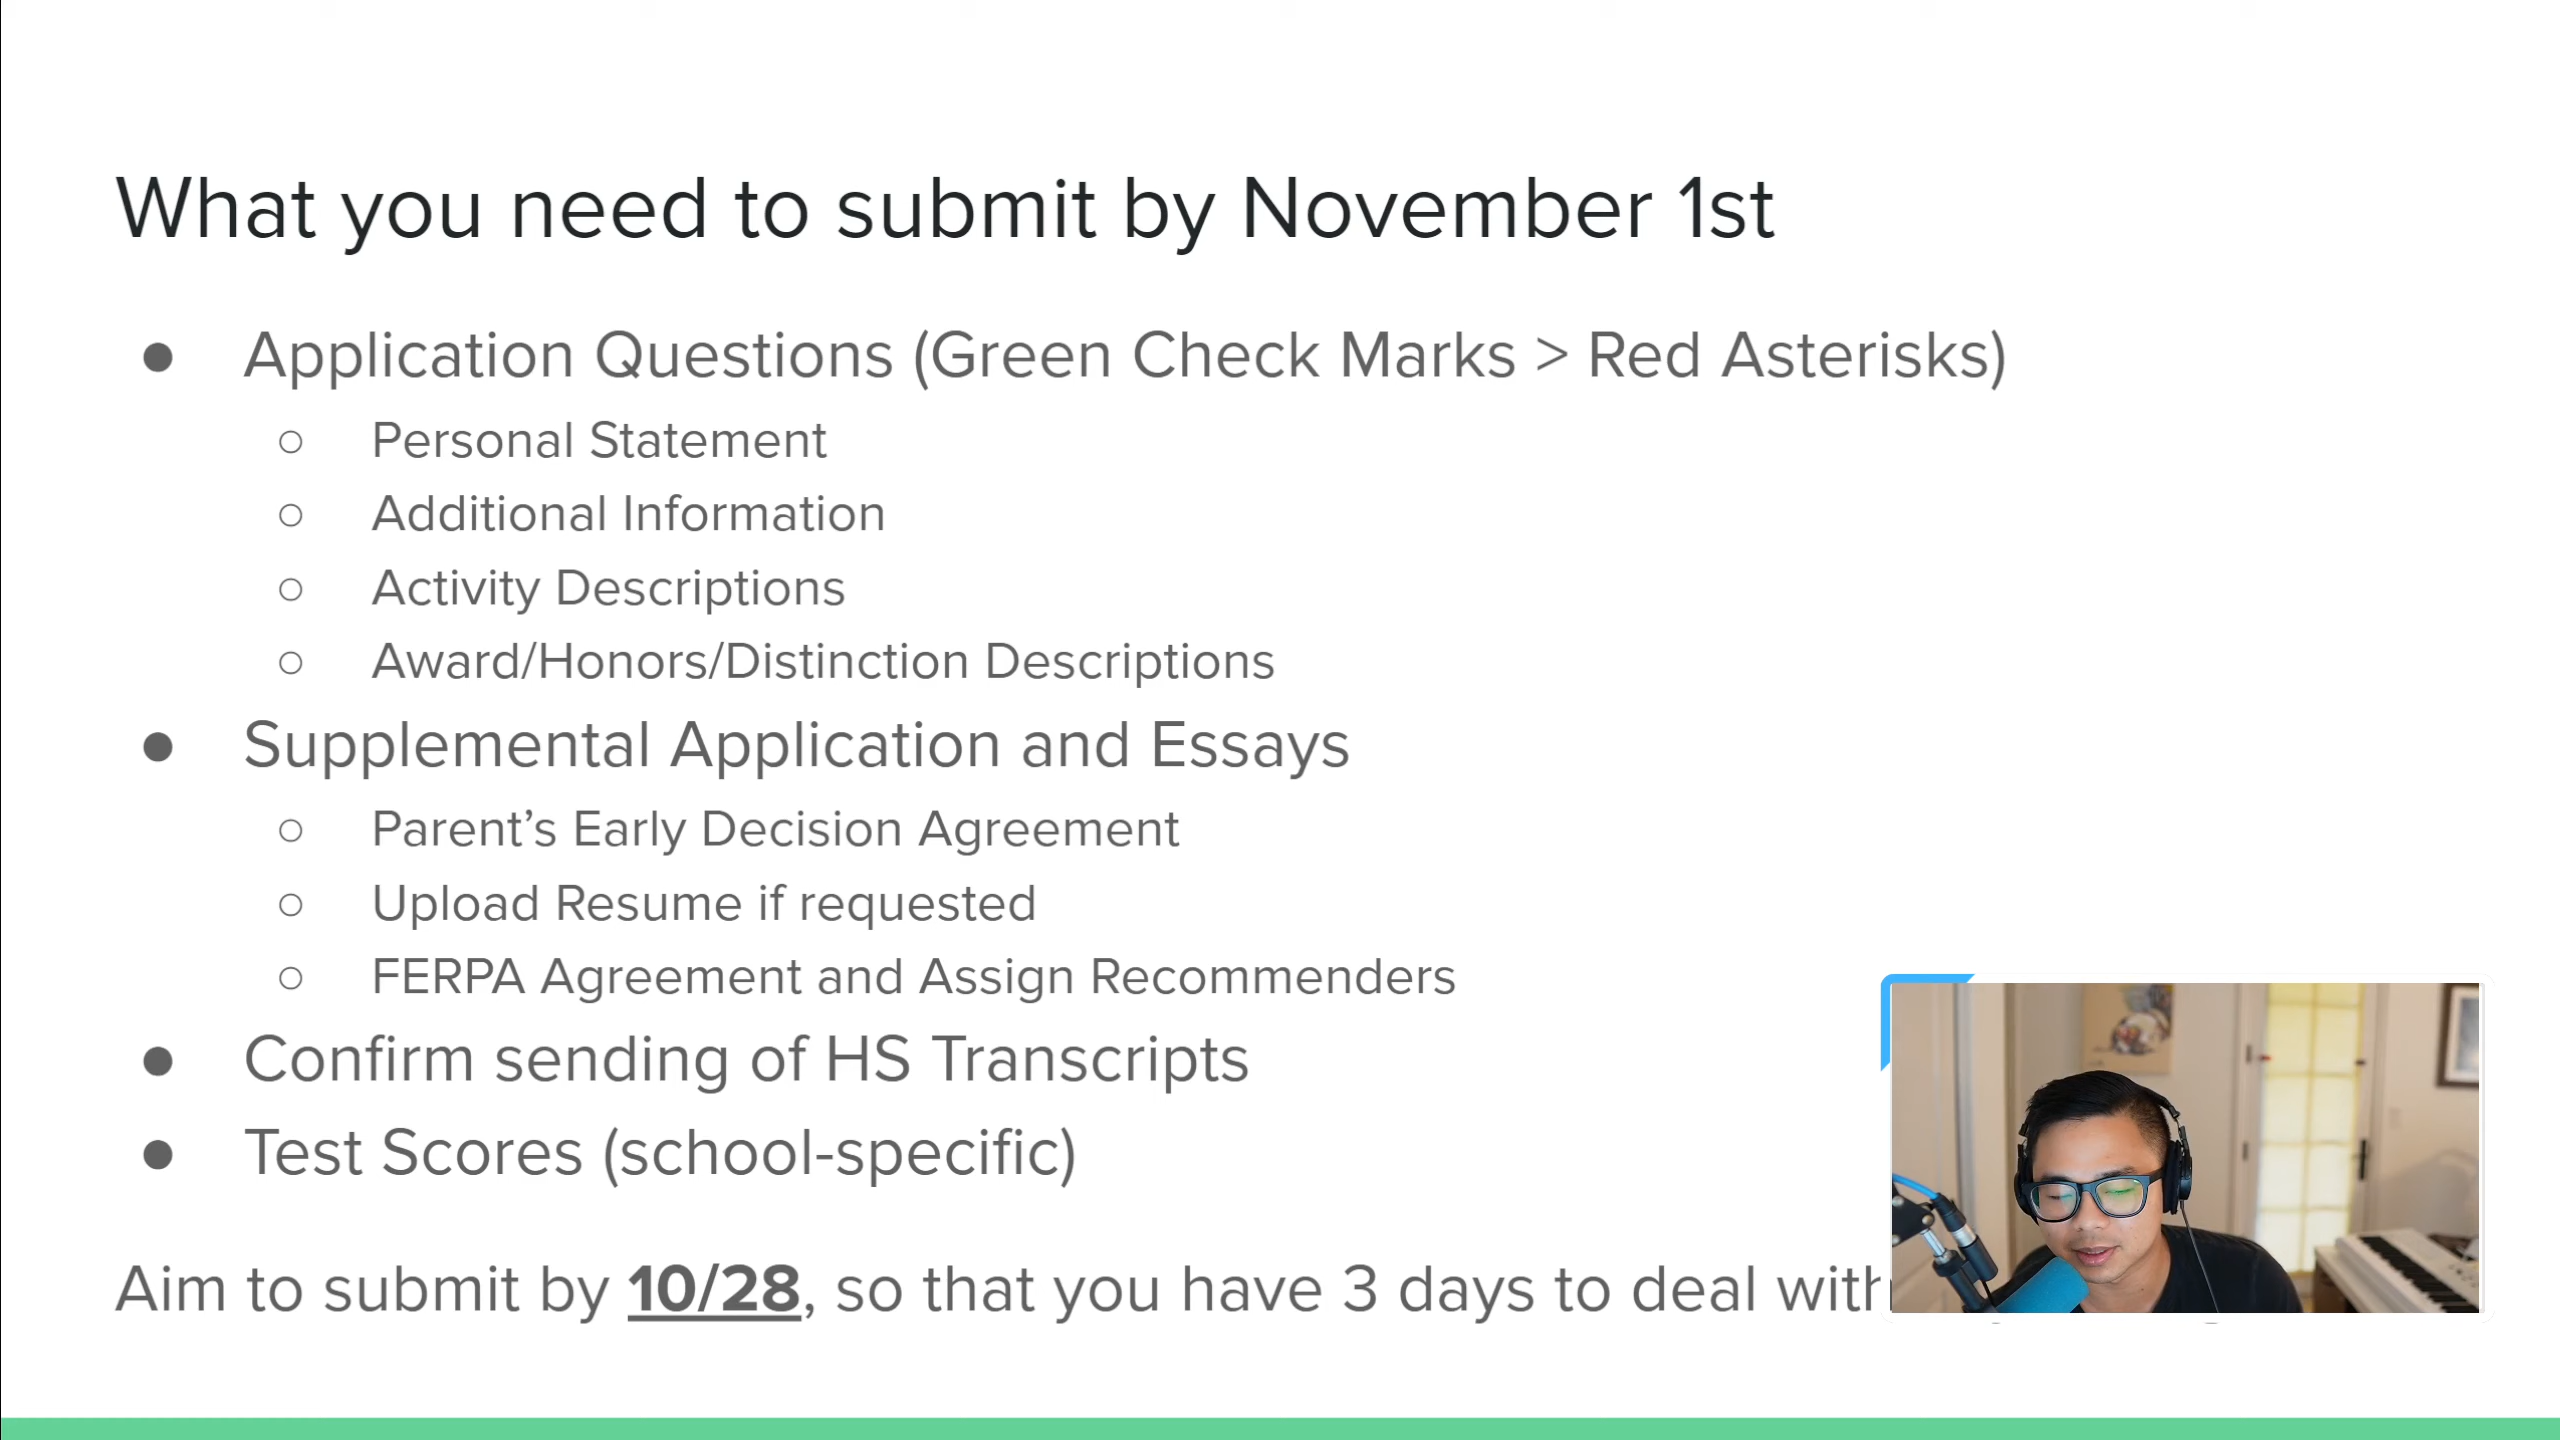 What you need to submit by November 1st
● Application Questions (Green Check Marks > Red Asterisks)
○ Personal Statement
○ Additional Information
○ Activity Descriptions
○ Award/Honors/Distinction Descriptions
● Supplemental Application and Essays
○ Parent’s Early Decision Agreement
○ Upload Resume if requested
○ FERPA Agreement and Assign Recommenders
● Confirm sending of HS Transcripts
● Test Scores (school-specific)
Aim to submit by 10/28, so that you have 3 days to deal with